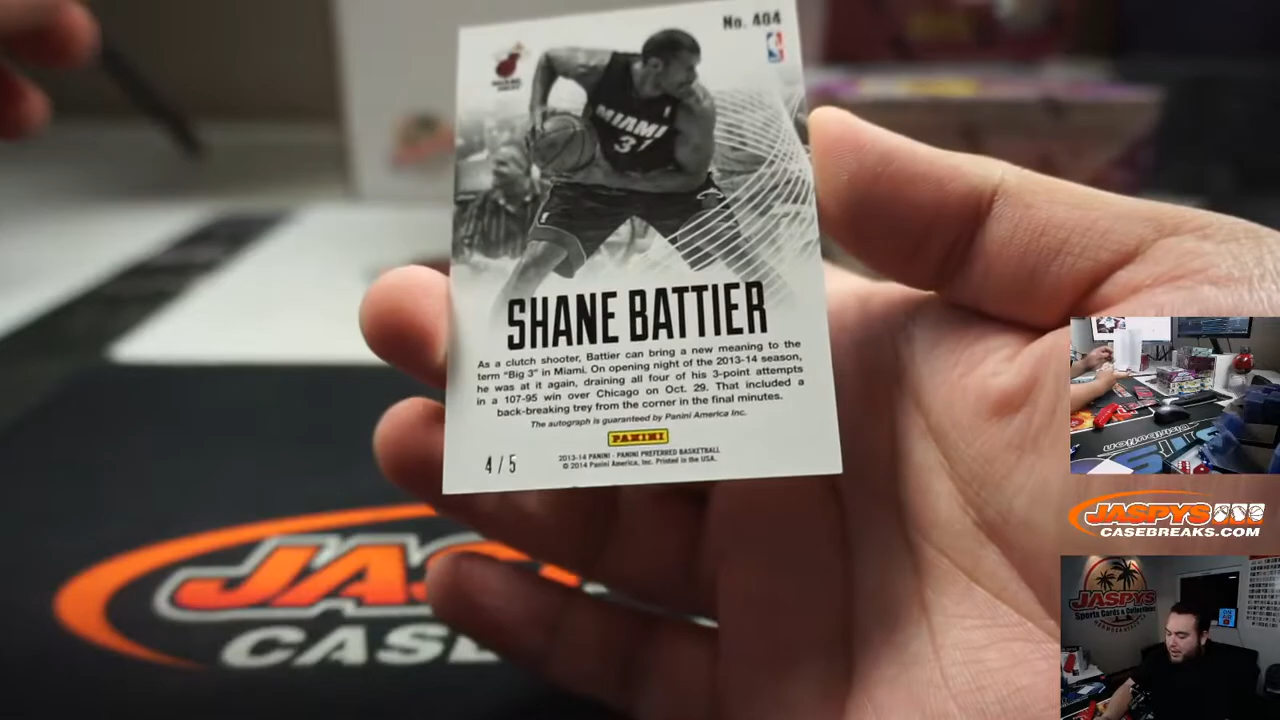 No. 404
MIAMI
31
SHANE BATTIER
As a clutch shooter, Battier can bring a new meaning to the
term "Big 3" in Miami. On opening night of the 2013-14 season,
he was at it again, draining all four of his 3-point attempts
in a 107-95 win over Chicago on Oct. 29. That included a
back-breaking trey from the corner in the final minutes.
The autograph is guaranteed by Panini America Inc.
PANINI
4/5
2013-14 PANINI - PANINI PREFERRED BASKETBALL
© 2014 Panini America, Inc. Printed in the USA.
JAS
CASE
JASPYS
CASEBREAKS.COM
JASPYS
Sports Cards & Collectibles